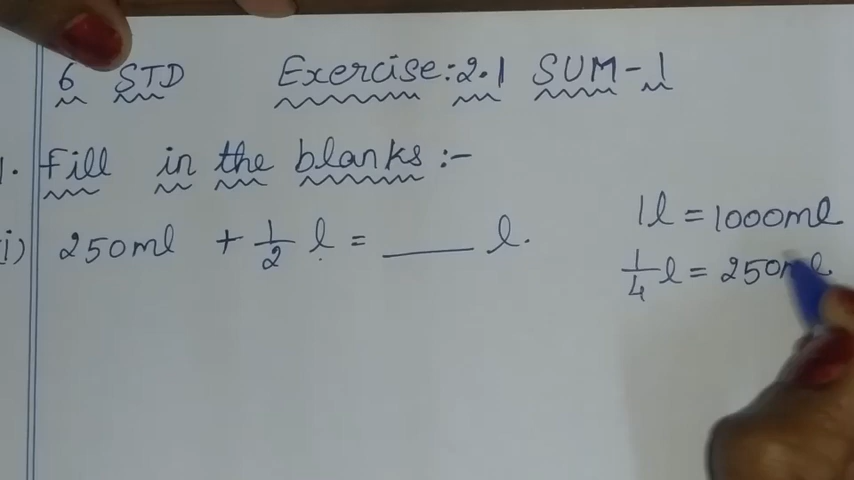 6 STD Exercise:2.1 SUM-1
1. Fill in the blanks :-
i) 250ml + 1/2 l = ____ l.
1l = 1000ml
1/4 l = 250ml